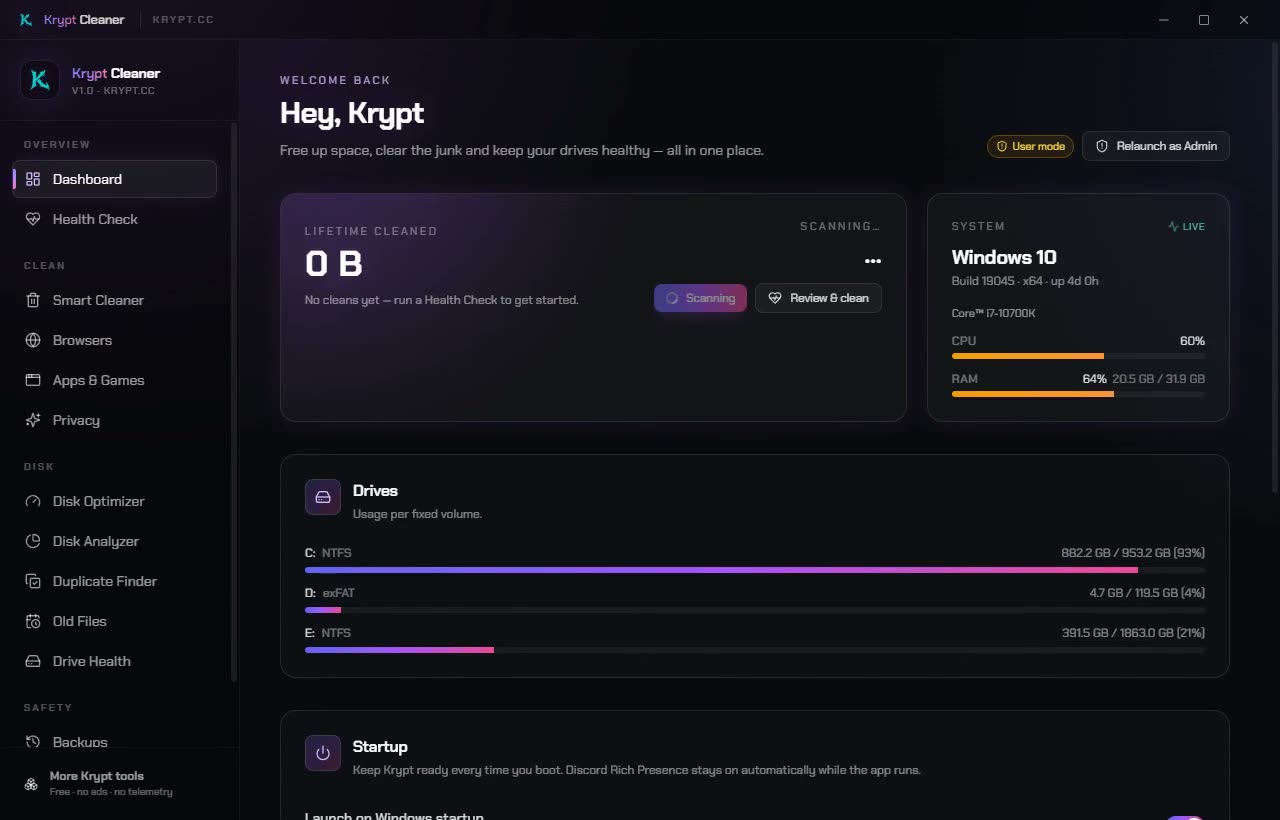 Krypt Cleaner KRYPT.CC
Krypt Cleaner
V1.0 · KRYPT.CC
OVERVIEW
Dashboard
Health Check
CLEAN
Smart Cleaner
Browsers
Apps & Games
Privacy
DISK
Disk Optimizer
Disk Analyzer
Duplicate Finder
Old Files
Drive Health
SAFETY
Backups
More Krypt tools
Free · no ads · no telemetry
WELCOME BACK
Hey, Krypt
Free up space, clear the junk and keep your drives healthy — all in one place.
User mode
Relaunch as Admin
LIFETIME CLEANED
0 B
No cleans yet — run a Health Check to get started.
SCANNING…
•••
Scanning
Review & clean
SYSTEM
LIVE
Windows 10
Build 19045 · x64 · up 4d 0h
Core™ i7-10700K
CPU 60%
RAM 64% 20.5 GB / 31.9 GB
Drives
Usage per fixed volume.
C: NTFS 882.2 GB / 953.2 GB (93%)
D: exFAT 4.7 GB / 119.5 GB (4%)
E: NTFS 391.5 GB / 1863.0 GB (21%)
Startup
Keep Krypt ready every time you boot. Discord Rich Presence stays on automatically while the app runs.
Launch on Windows startup